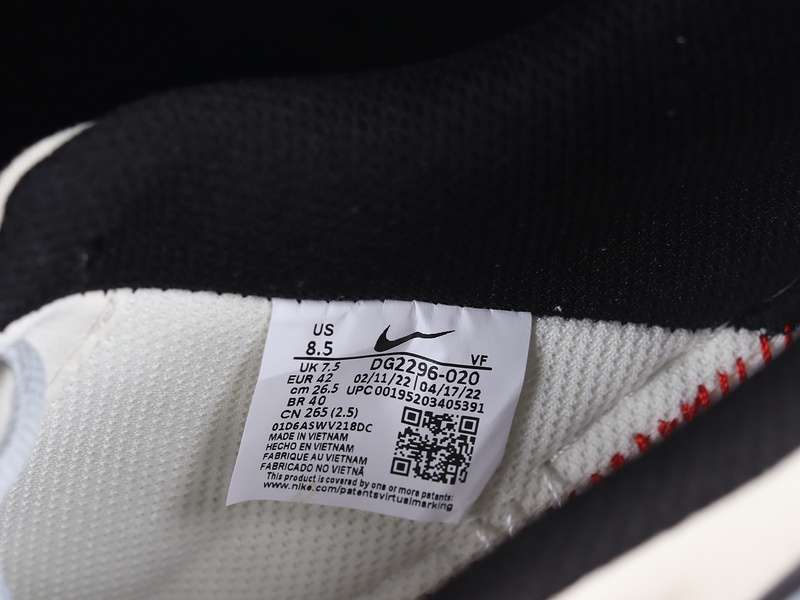 US
8.5
VF
UK 7.5
DG2296-020
EUR 42
02/11/22 | 04/17/22
cm 26.5
UPC 00195203405391
BR 40
CN 265 (2.5)
01D6ASWV218DC
MADE IN VIETNAM
HECHO EN VIETNAM
FABRIQUE AU VIETNAM
FABRICADO NO VIETNÃ
This product is covered by one or more patents:
www.nike.com/patentsvirtualmarking